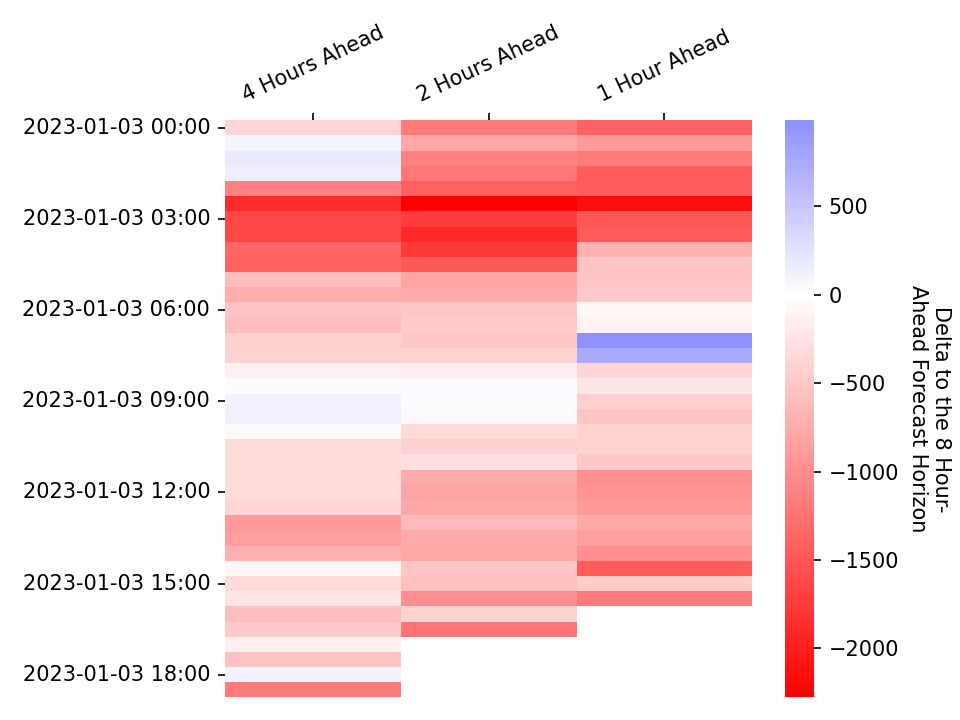 4 Hours Ahead
2 Hours Ahead
1 Hour Ahead
2023-01-03 00:00
2023-01-03 03:00
2023-01-03 06:00
2023-01-03 09:00
2023-01-03 12:00
2023-01-03 15:00
2023-01-03 18:00
500
0
−500
−1000
−1500
−2000
Delta to the 8 Hour-
Ahead Forecast Horizon